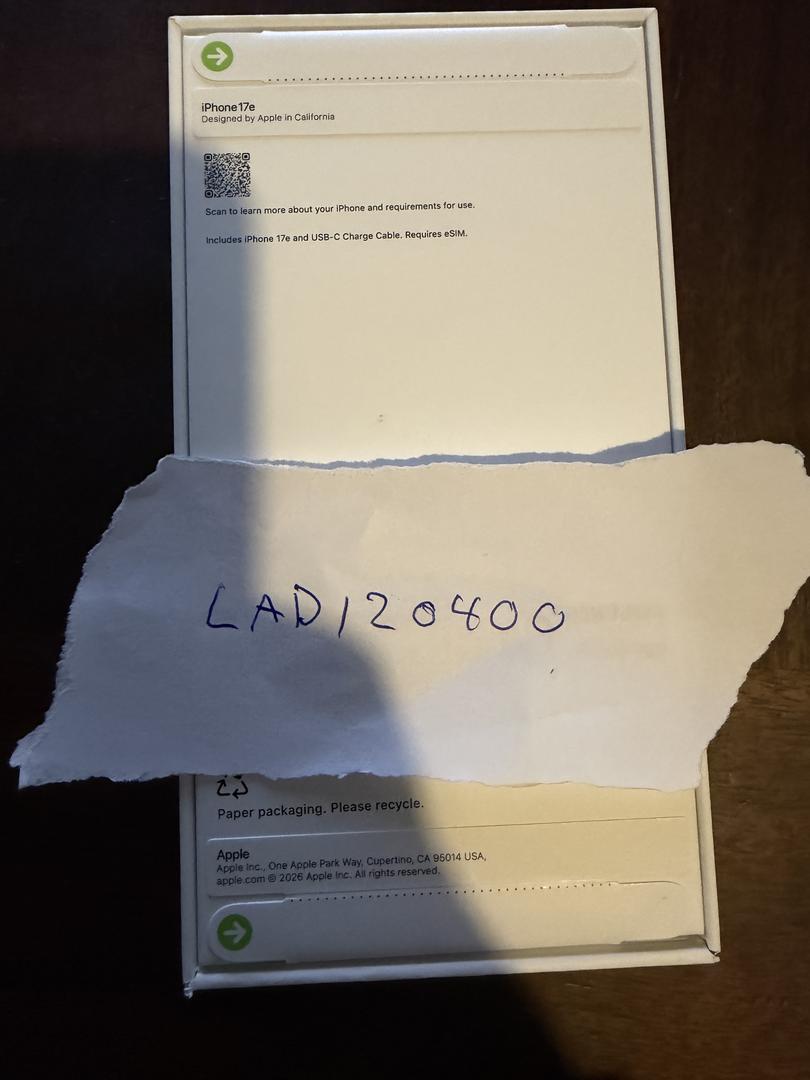 iPhone 17e
Designed by Apple in California
Scan to learn more about your iPhone and requirements for use.
Includes iPhone 17e and USB-C Charge Cable. Requires eSIM.
LAD120400
Paper packaging. Please recycle.
Apple
Apple Inc., One Apple Park Way, Cupertino, CA 95014 USA,
apple.com © 2026 Apple Inc. All rights reserved.